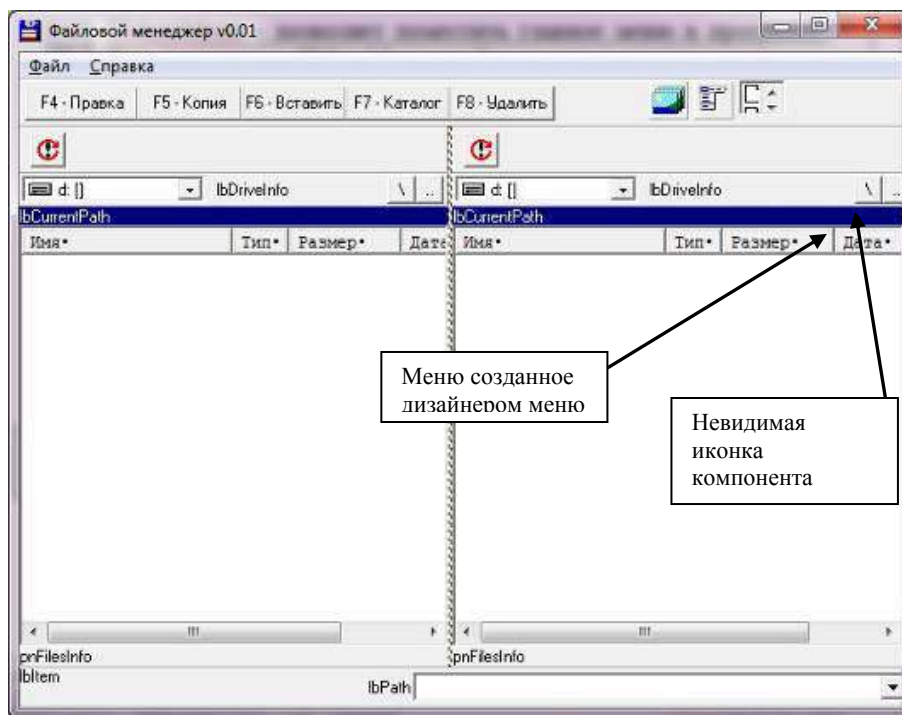 Файловой менеджер v0.01
Файл Справка
F4 - Правка F5 - Копия F6 - Вставить F7 - Каталог F8 - Удалить
d: [] lbDriveInfo \ .. d: [] lbDriveInfo \ ..
lbCurrentPath lbCurrentPath
Имя Тип Размер Дата Имя Тип Размер Дата
Меню созданное
дизайнером меню
Невидимая
иконка
компонента
pnFilesInfo pnFilesInfo
lbItem
lbPath